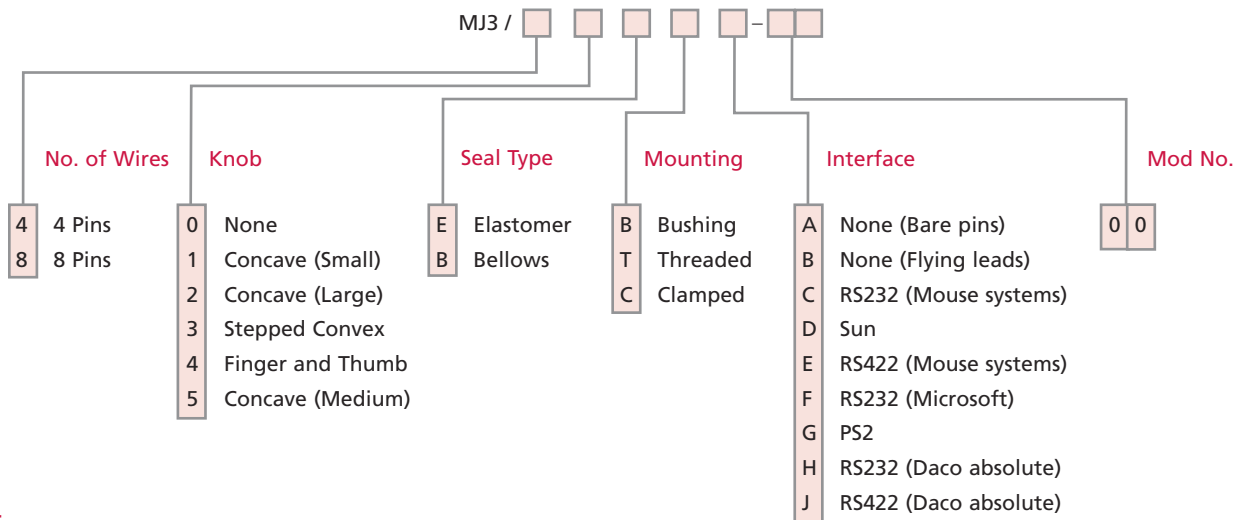 MJ3 / –
No. of Wires Knob Seal Type Mounting Interface Mod No.
4 4 Pins 0 None E Elastomer B Bushing A None (Bare pins) 0 0
8 8 Pins 1 Concave (Small) B Bellows T Threaded B None (Flying leads)
2 Concave (Large) C Clamped C RS232 (Mouse systems)
3 Stepped Convex D Sun
4 Finger and Thumb E RS422 (Mouse systems)
5 Concave (Medium) F RS232 (Microsoft)
G PS2
H RS232 (Daco absolute)
J RS422 (Daco absolute)